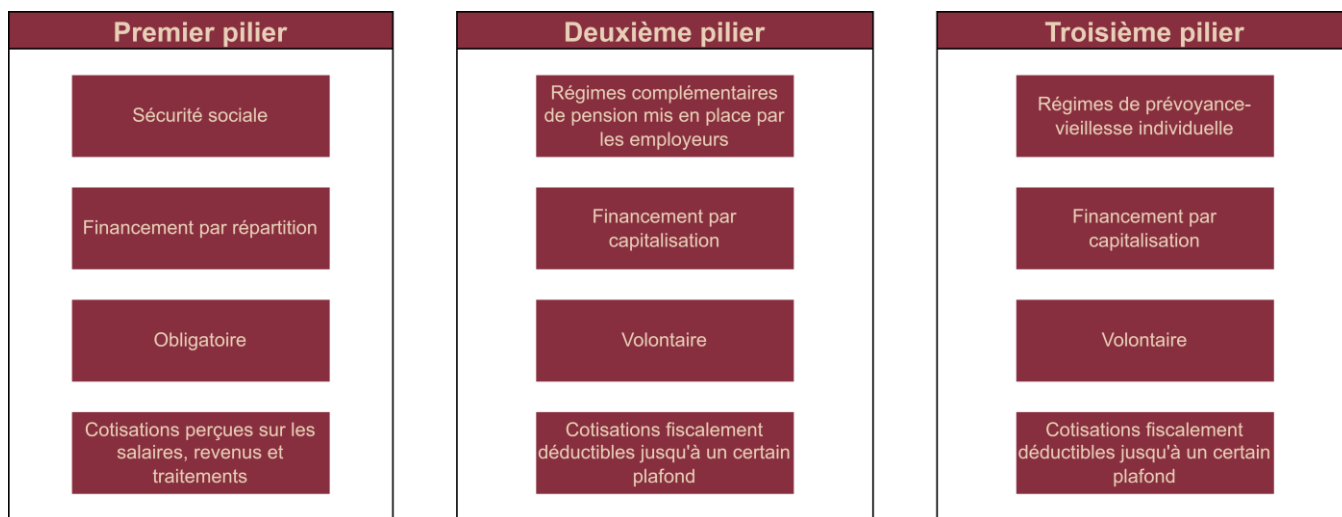 Premier pilier
Sécurité sociale
Financement par répartition
Obligatoire
Cotisations perçues sur les
salaires, revenus et
traitements
Deuxième pilier
Régimes complémentaires
de pension mis en place par
les employeurs
Financement par
capitalisation
Volontaire
Cotisations fiscalement
déductibles jusqu'à un certain
plafond
Troisième pilier
Régimes de prévoyance-
vieillesse individuelle
Financement par
capitalisation
Volontaire
Cotisations fiscalement
déductibles jusqu'à un certain
plafond